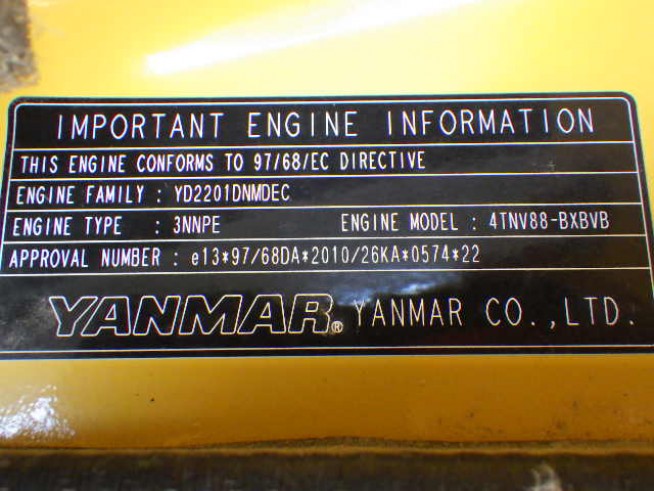 IMPORTANT ENGINE INFORMATION
THIS ENGINE CONFORMS TO 97/68/EC DIRECTIVE
ENGINE FAMILY : YD2201DNMDEC
ENGINE TYPE : 3NNPE ENGINE MODEL : 4TNV88-BXBVB
APPROVAL NUMBER : e13*97/68DA*2010/26KA*0574*22
YANMAR® YANMAR CO.,LTD.